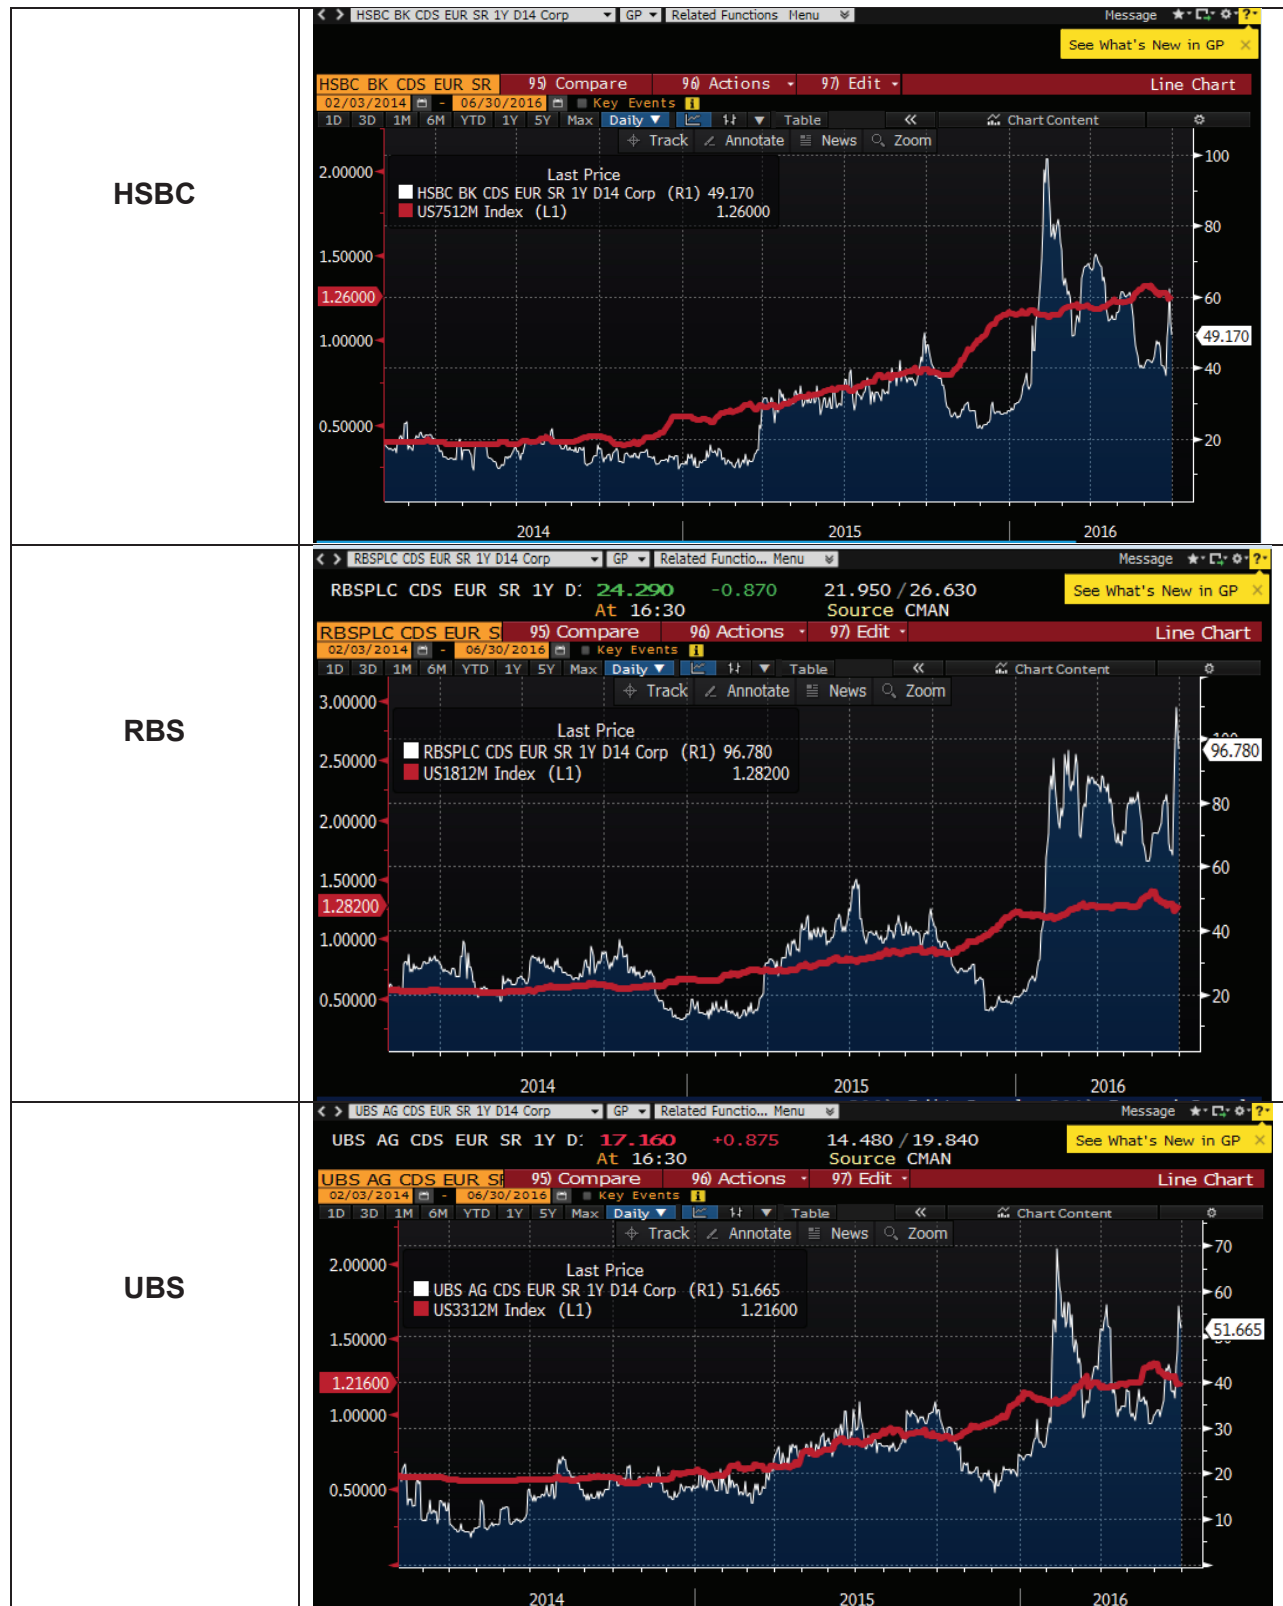 HSBC
HSBC BK CDS EUR SR 1Y D14 Corp GP Related Functions Menu Message ?
See What's New in GP ×
HSBC BK CDS EUR SR 95) Compare 96) Actions 97) Edit Line Chart
02/03/2014 - 06/30/2016 Key Events
1D 3D 1M 6M YTD 1Y 5Y Max Daily ▼ Table « Chart Content
Track Annotate News Zoom
Last Price
HSBC BK CDS EUR SR 1Y D14 Corp (R1) 49.170
US7512M Index (L1) 1.26000
2.00000
1.50000
1.26000
1.00000
0.50000
100
80
60
49.170
40
20
2014 2015 2016
RBS
RBSPLC CDS EUR SR 1Y D14 Corp GP Related Functio... Menu Message ?
RBSPLC CDS EUR SR 1Y D: 24.290 -0.870 21.950 / 26.630
At 16:30 Source CMAN
See What's New in GP ×
RBSPLC CDS EUR S 95) Compare 96) Actions 97) Edit Line Chart
02/03/2014 - 06/30/2016 Key Events
1D 3D 1M 6M YTD 1Y 5Y Max Daily ▼ Table « Chart Content
Track Annotate News Zoom
Last Price
RBSPLC CDS EUR SR 1Y D14 Corp (R1) 96.780
US1812M Index (L1) 1.28200
3.00000
2.50000
2.00000
1.50000
1.28200
1.00000
0.50000
100
96.780
80
60
40
20
2014 2015 2016
UBS
UBS AG CDS EUR SR 1Y D14 Corp GP Related Functio... Menu Message ?
UBS AG CDS EUR SR 1Y D: 17.160 +0.875 14.480 / 19.840
At 16:30 Source CMAN
See What's New in GP ×
UBS AG CDS EUR SR 95) Compare 96) Actions 97) Edit Line Chart
02/03/2014 - 06/30/2016 Key Events
1D 3D 1M 6M YTD 1Y 5Y Max Daily ▼ Table « Chart Content
Track Annotate News Zoom
Last Price
UBS AG CDS EUR SR 1Y D14 Corp (R1) 51.665
US3312M Index (L1) 1.21600
2.00000
1.50000
1.21600
1.00000
0.50000
70
60
51.665
40
30
20
10
2014 2015 2016